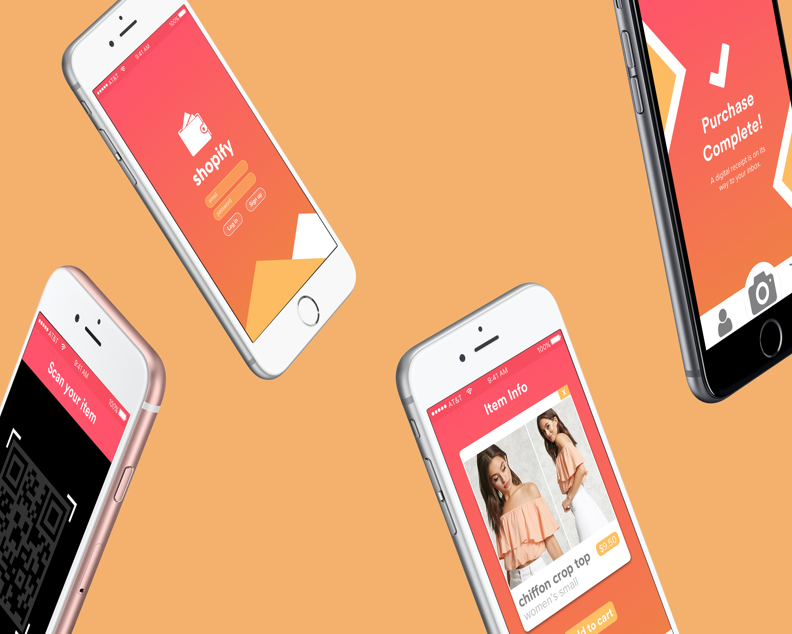 ●●●●● AT&T 9:41 AM 100%
shopify
email
password
Log in
Sign up
Purchase
Complete!
A digital receipt is on its
way to your inbox.
●●●●● AT&T 9:41 AM 100%
Scan your item
●●●●● AT&T 9:41 AM 100%
Item Info
x
$9.50
chiffon crop top
women's small
add to cart